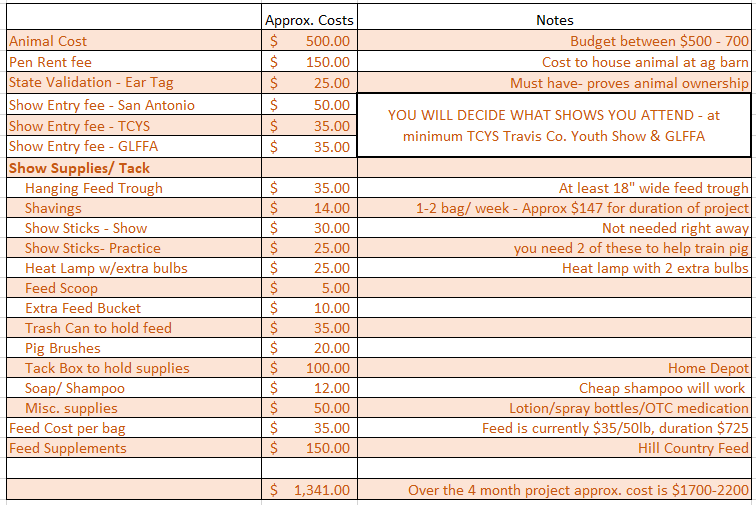 Approx. Costs Notes
Animal Cost $ 500.00 Budget between $500 - 700
Pen Rent fee $ 150.00 Cost to house animal at ag barn
State Validation - Ear Tag $ 25.00 Must have- proves animal ownership
Show Entry fee - San Antonio $ 50.00 YOU WILL DECIDE WHAT SHOWS YOU ATTEND - at
Show Entry fee - TCYS $ 35.00 minimum TCYS Travis Co. Youth Show & GLFFA
Show Entry fee - GLFFA $ 35.00
Show Supplies/ Tack
Hanging Feed Trough $ 35.00 At least 18" wide feed trough
Shavings $ 14.00 1-2 bag/ week - Approx $147 for duration of project
Show Sticks - Show $ 30.00 Not needed right away
Show Sticks- Practice $ 25.00 you need 2 of these to help train pig
Heat Lamp w/extra bulbs $ 25.00 Heat lamp with 2 extra bulbs
Feed Scoop $ 5.00
Extra Feed Bucket $ 10.00
Trash Can to hold feed $ 35.00
Pig Brushes $ 20.00
Tack Box to hold supplies $ 100.00 Home Depot
Soap/ Shampoo $ 12.00 Cheap shampoo will work
Misc. supplies $ 50.00 Lotion/spray bottles/OTC medication
Feed Cost per bag $ 35.00 Feed is currently $35/50lb, duration $725
Feed Supplements $ 150.00 Hill Country Feed
$ 1,341.00 Over the 4 month project approx. cost is $1700-2200